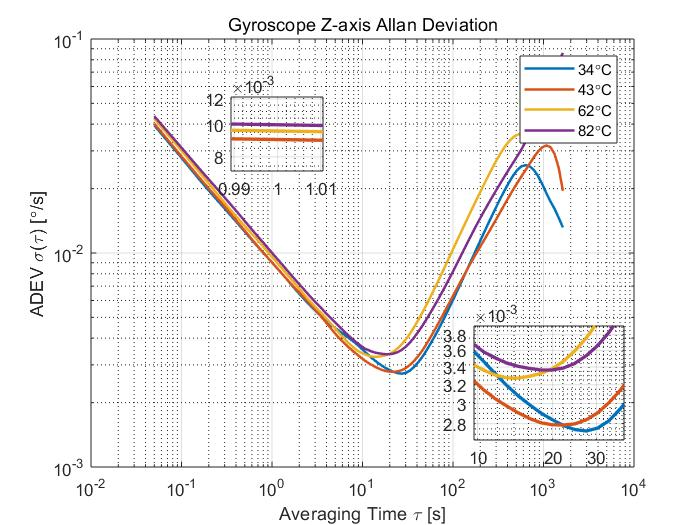 Gyroscope Z-axis Allan Deviation
10^-1
34°C
43°C
62°C
82°C
×10^-3
12
10
8
0.99 1 1.01
ADEV σ(τ) [°/s]
10^-2
×10^-3
3.8
3.6
3.4
3.2
3
2.8
10 20 30
10^-3
10^-2 10^-1 10^0 10^1 10^2 10^3 10^4
Averaging Time τ [s]